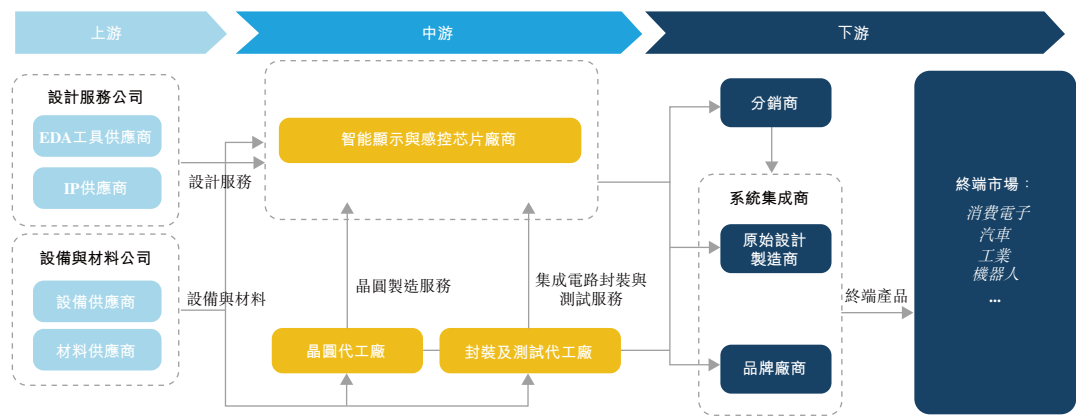 上游
中游
下游
設計服務公司
EDA工具供應商
IP供應商
設計服務
設備與材料公司
設備供應商
材料供應商
設備與材料
智能顯示與感控芯片廠商
晶圓製造服務
集成電路封裝與
測試服務
晶圓代工廠
封裝及測試代工廠
分銷商
系統集成商
原始設計
製造商
品牌廠商
終端產品
終端市場：
消費電子
汽車
工業
機器人
...